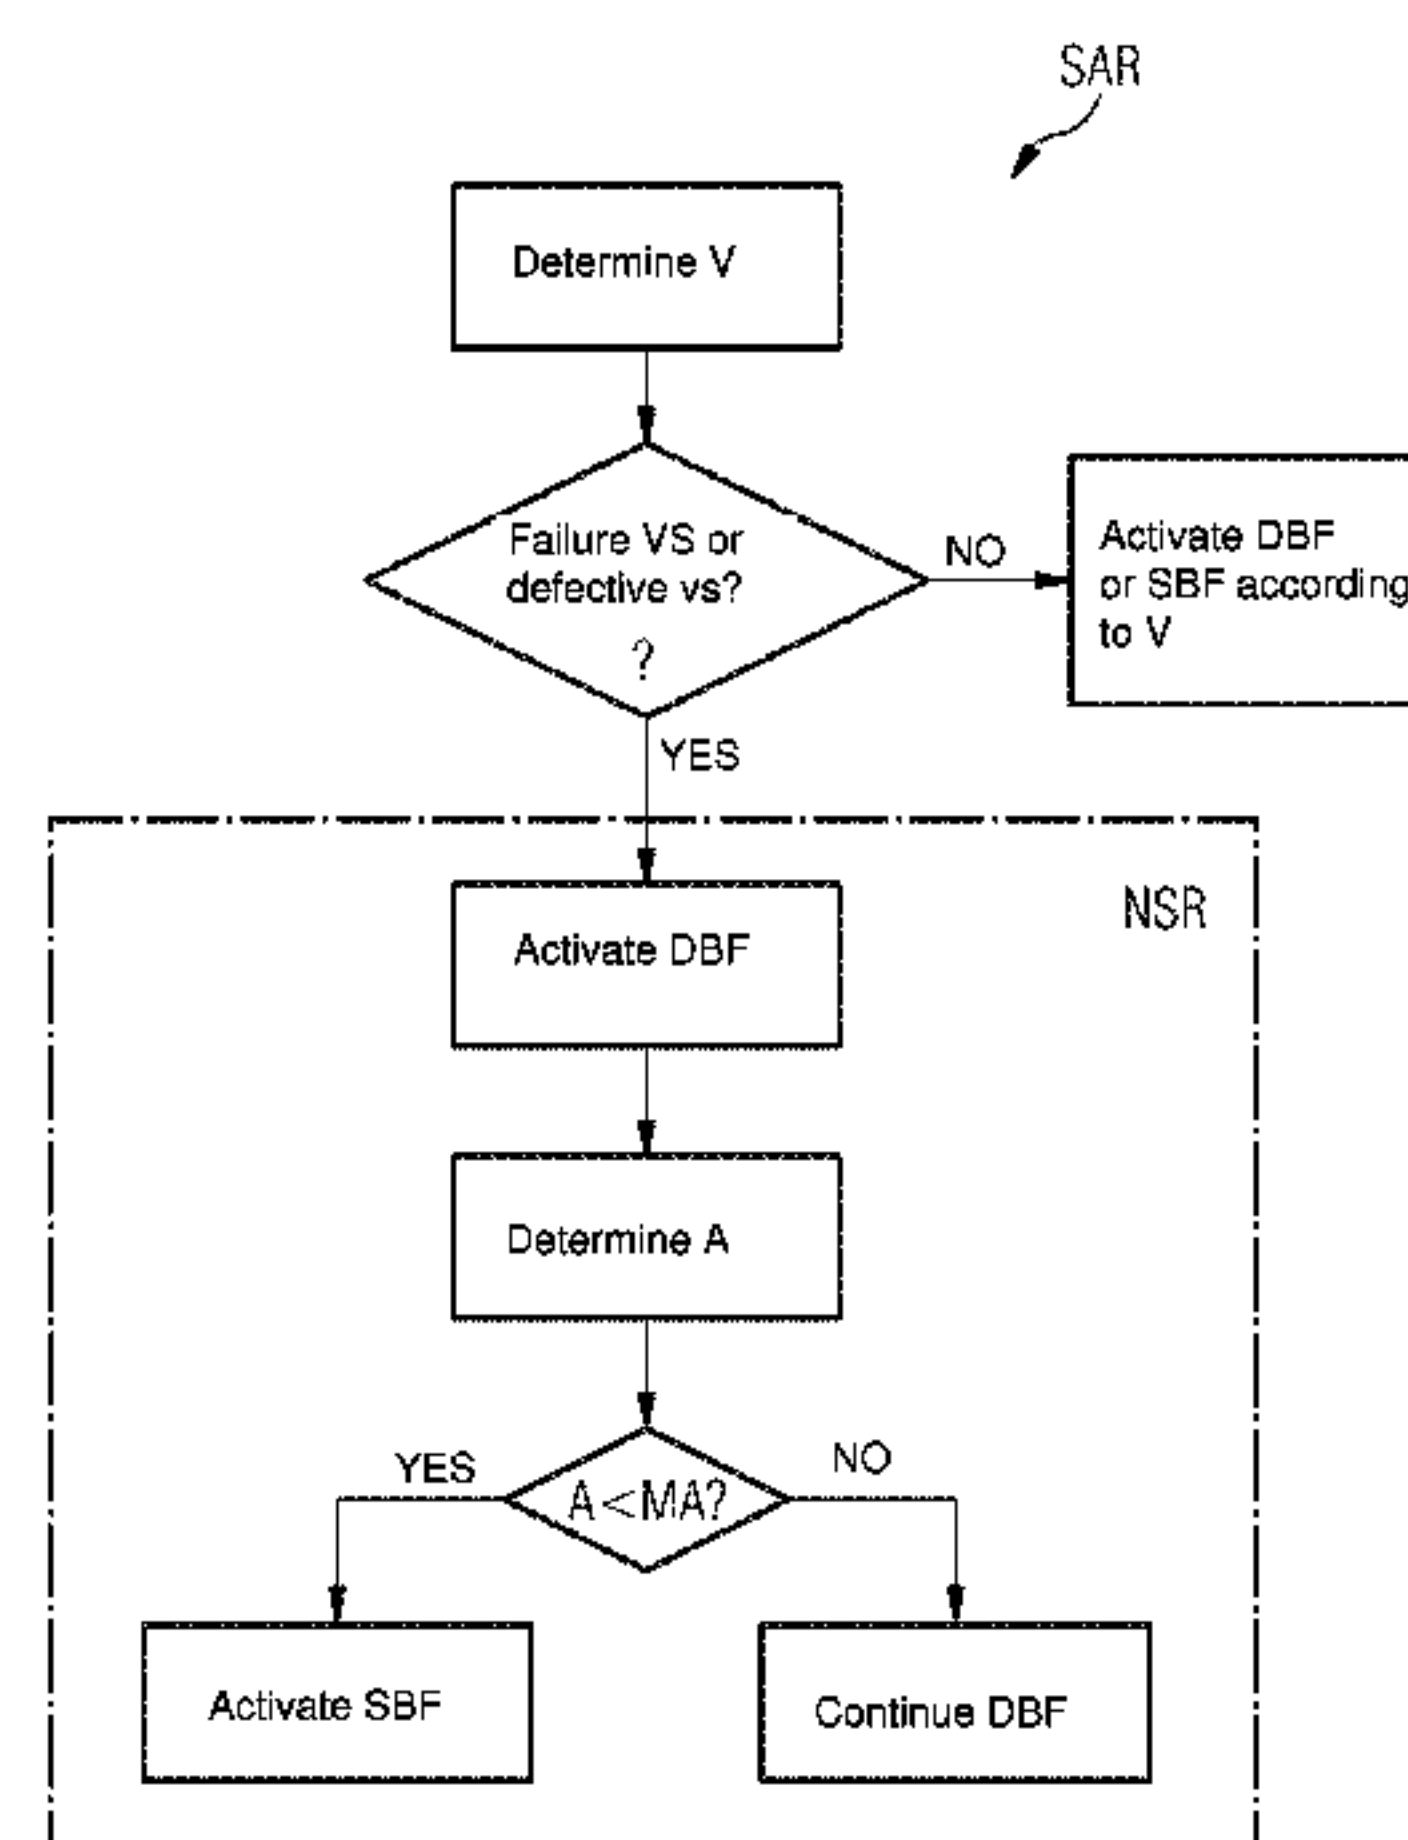 SAR
Determine V
Failure VS or
defective vs?
?
NO
Activate DBF
or SBF according
to V
YES
NSR
Activate DBF
Determine A
YES
NO
A<MA?
Activate SBF
Continue DBF